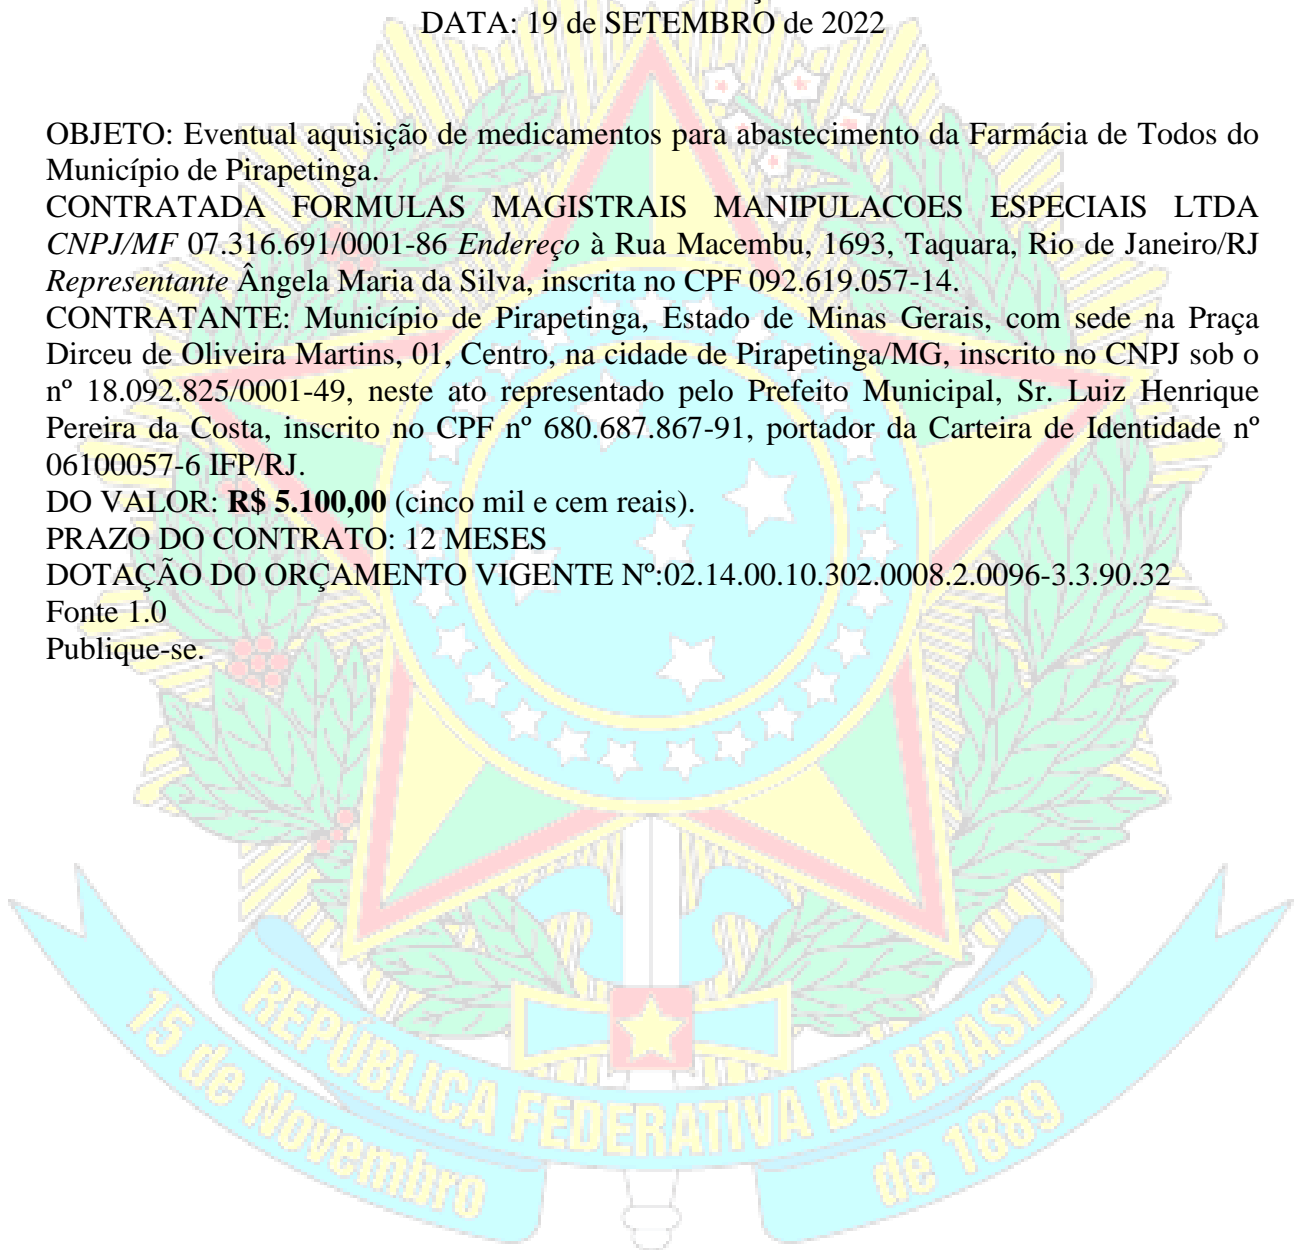 DATA: 19 de SETEMBRO de 2022
OBJETO: Eventual aquisição de medicamentos para abastecimento da Farmácia de Todos do
Município de Pirapetinga.
CONTRATADA FORMULAS MAGISTRAIS MANIPULACOES ESPECIAIS LTDA
CNPJ/MF 07.316.691/0001-86 Endereço à Rua Macembu, 1693, Taquara, Rio de Janeiro/RJ
Representante Ângela Maria da Silva, inscrita no CPF 092.619.057-14.
CONTRATANTE: Município de Pirapetinga, Estado de Minas Gerais, com sede na Praça
Dirceu de Oliveira Martins, 01, Centro, na cidade de Pirapetinga/MG, inscrito no CNPJ sob o
nº 18.092.825/0001-49, neste ato representado pelo Prefeito Municipal, Sr. Luiz Henrique
Pereira da Costa, inscrito no CPF nº 680.687.867-91, portador da Carteira de Identidade nº
06100057-6 IFP/RJ.
DO VALOR: R$ 5.100,00 (cinco mil e cem reais).
PRAZO DO CONTRATO: 12 MESES
DOTAÇÃO DO ORÇAMENTO VIGENTE Nº:02.14.00.10.302.0008.2.0096-3.3.90.32
Fonte 1.0
Publique-se.
REPÚBLICA FEDERATIVA DO BRASIL
15 de Novembro
de 1889